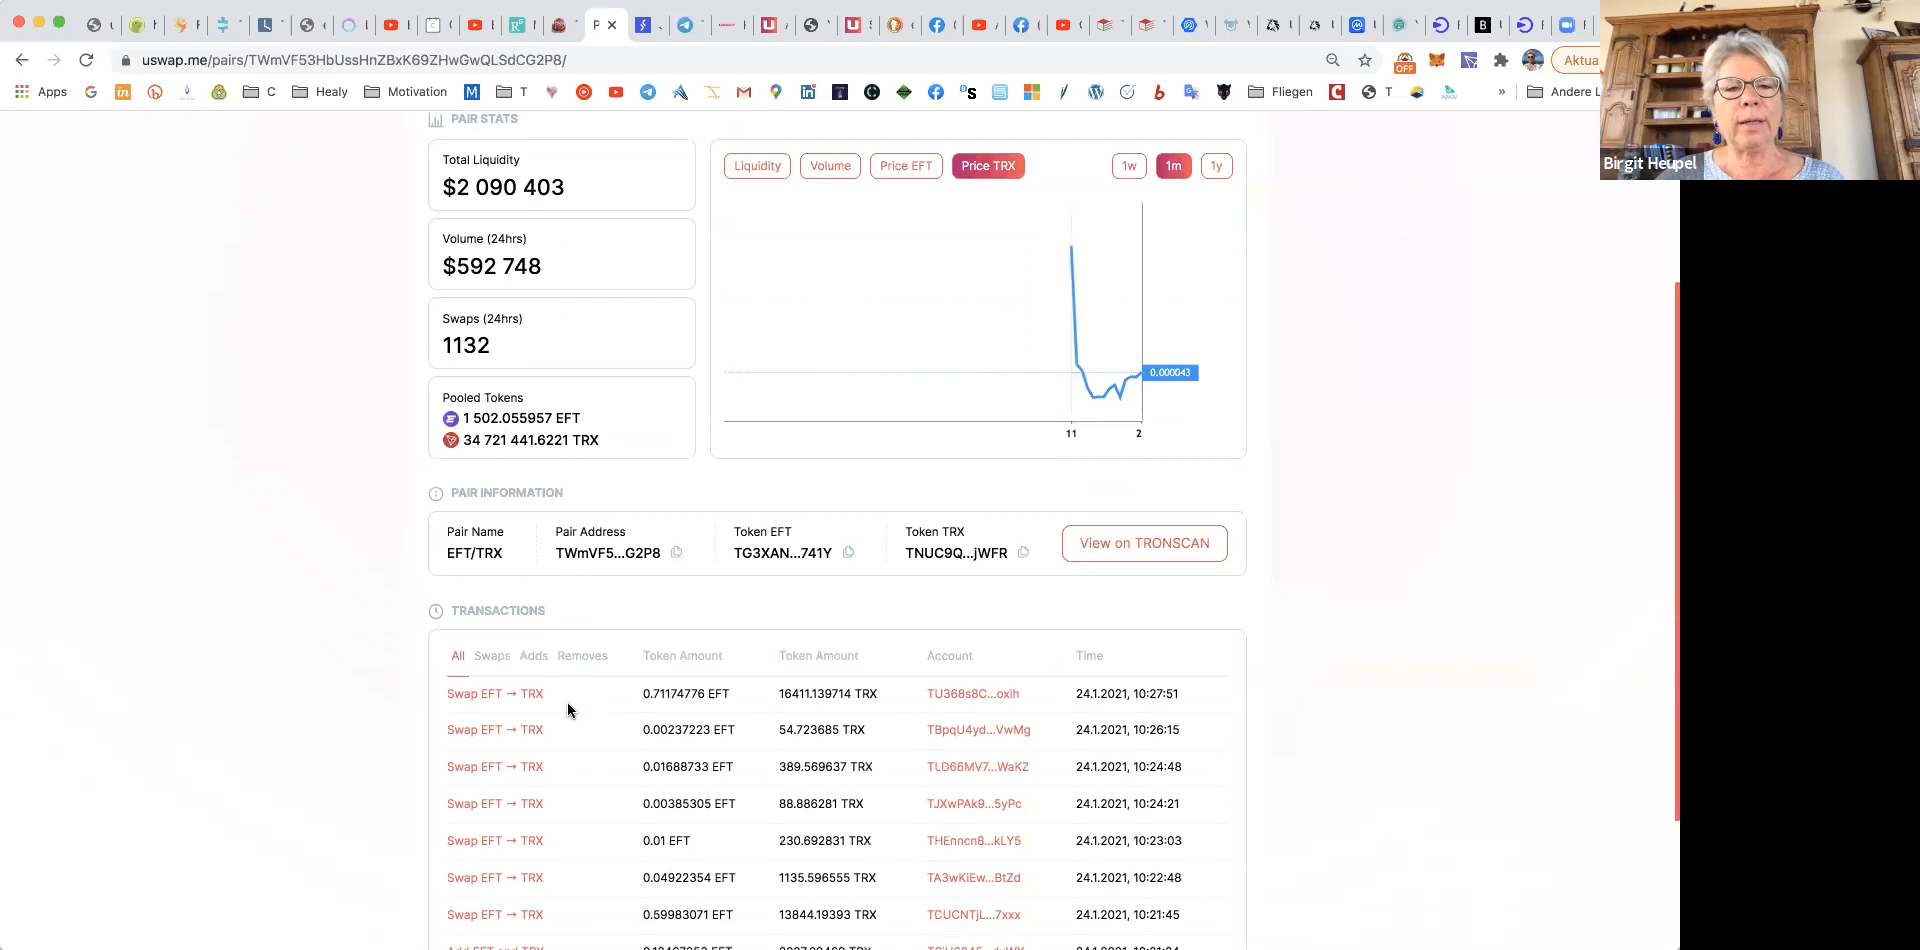 uswap.me/pairs/TWmVF53HbUssHnZBxK69ZHwGwQLSdCG2P8/
Aktua
OFF
Apps
C
Healy
Motivation
T
Fliegen
T
»
Andere L
Birgit Heupel
PAIR STATS
Total Liquidity
$2 090 403
Volume (24hrs)
$592 748
Swaps (24hrs)
1132
Pooled Tokens
1 502.055957 EFT
34 721 441.6221 TRX
Liquidity Volume Price EFT Price TRX 1w 1m 1y
0.000043
11 2
PAIR INFORMATION
Pair Name Pair Address Token EFT Token TRX
EFT/TRX TWmVF5...G2P8 TG3XAN...741Y TNUC9Q...jWFR
View on TRONSCAN
TRANSACTIONS
All Swaps Adds Removes Token Amount Token Amount Account Time
Swap EFT → TRX 0.71174776 EFT 16411.139714 TRX TU368s8C...oxih 24.1.2021, 10:27:51
Swap EFT → TRX 0.00237223 EFT 54.723685 TRX TBpqU4yd...VwMg 24.1.2021, 10:26:15
Swap EFT → TRX 0.01688733 EFT 389.569637 TRX TLD66MV7...WaKZ 24.1.2021, 10:24:48
Swap EFT → TRX 0.00385305 EFT 88.886281 TRX TJXwPAk9...5yPc 24.1.2021, 10:24:21
Swap EFT → TRX 0.01 EFT 230.692831 TRX THEnncn8...kLY5 24.1.2021, 10:23:03
Swap EFT → TRX 0.04922354 EFT 1135.596555 TRX TA3wKiEw...BtZd 24.1.2021, 10:22:48
Swap EFT → TRX 0.59983071 EFT 13844.19393 TRX TCUCNTjL...7xxx 24.1.2021, 10:21:45